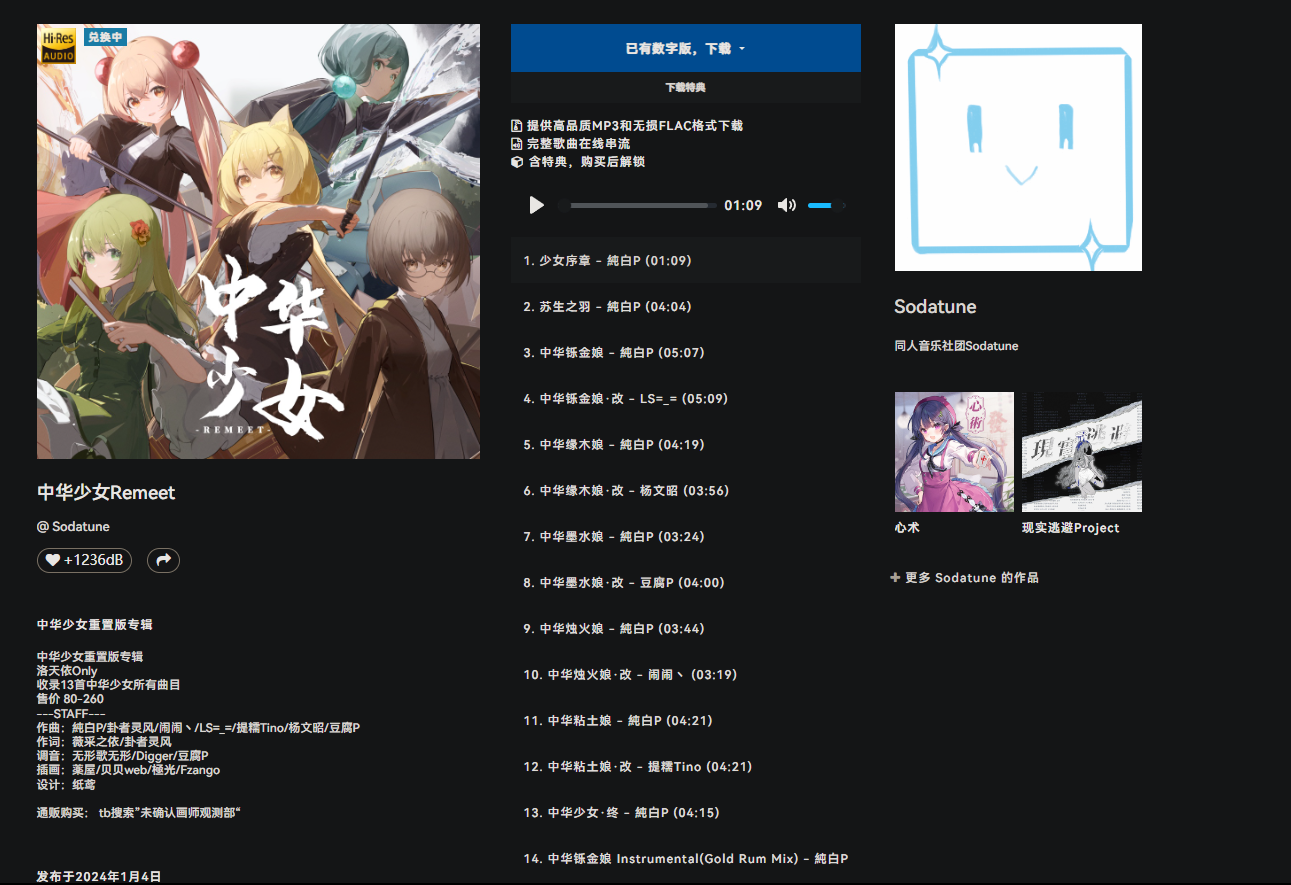 Hi-Res
AUDIO
兑换中
中华
少女
-REMEET-
中华少女Remeet
@ Sodatune
+1236dB
中华少女重置版专辑
中华少女重置版专辑
洛天依Only
收录13首中华少女所有曲目
售价 80-260
---STAFF---
作曲：純白P/卦者灵风/闹闹丶/LS=_=/提糯Tino/杨文昭/豆腐P
作词：薇采之依/卦者灵风
调音：无形歌无形/Digger/豆腐P
插画：薬屋/贝贝web/極光/Fzango
设计：纸鸢
通贩购买： tb搜索”未确认画师观测部“
发布于2024年1月4日
已有数字版，下载
下载特典
提供高品质MP3和无损FLAC格式下载
完整歌曲在线串流
含特典，购买后解锁
01:09
1. 少女序章 - 純白P (01:09)
2. 苏生之羽 - 純白P (04:04)
3. 中华铄金娘 - 純白P (05:07)
4. 中华铄金娘·改 - LS=_= (05:09)
5. 中华缘木娘 - 純白P (04:19)
6. 中华缘木娘·改 - 杨文昭 (03:56)
7. 中华墨水娘 - 純白P (03:24)
8. 中华墨水娘·改 - 豆腐P (04:00)
9. 中华烛火娘 - 純白P (03:44)
10. 中华烛火娘·改 - 闹闹丶 (03:19)
11. 中华粘土娘 - 純白P (04:21)
12. 中华粘土娘·改 - 提糯Tino (04:21)
13. 中华少女·终 - 純白P (04:15)
14. 中华铄金娘 Instrumental(Gold Rum Mix) - 純白P
Sodatune
同人音乐社团Sodatune
心術
現實逃避
心术
现实逃避Project
更多 Sodatune 的作品